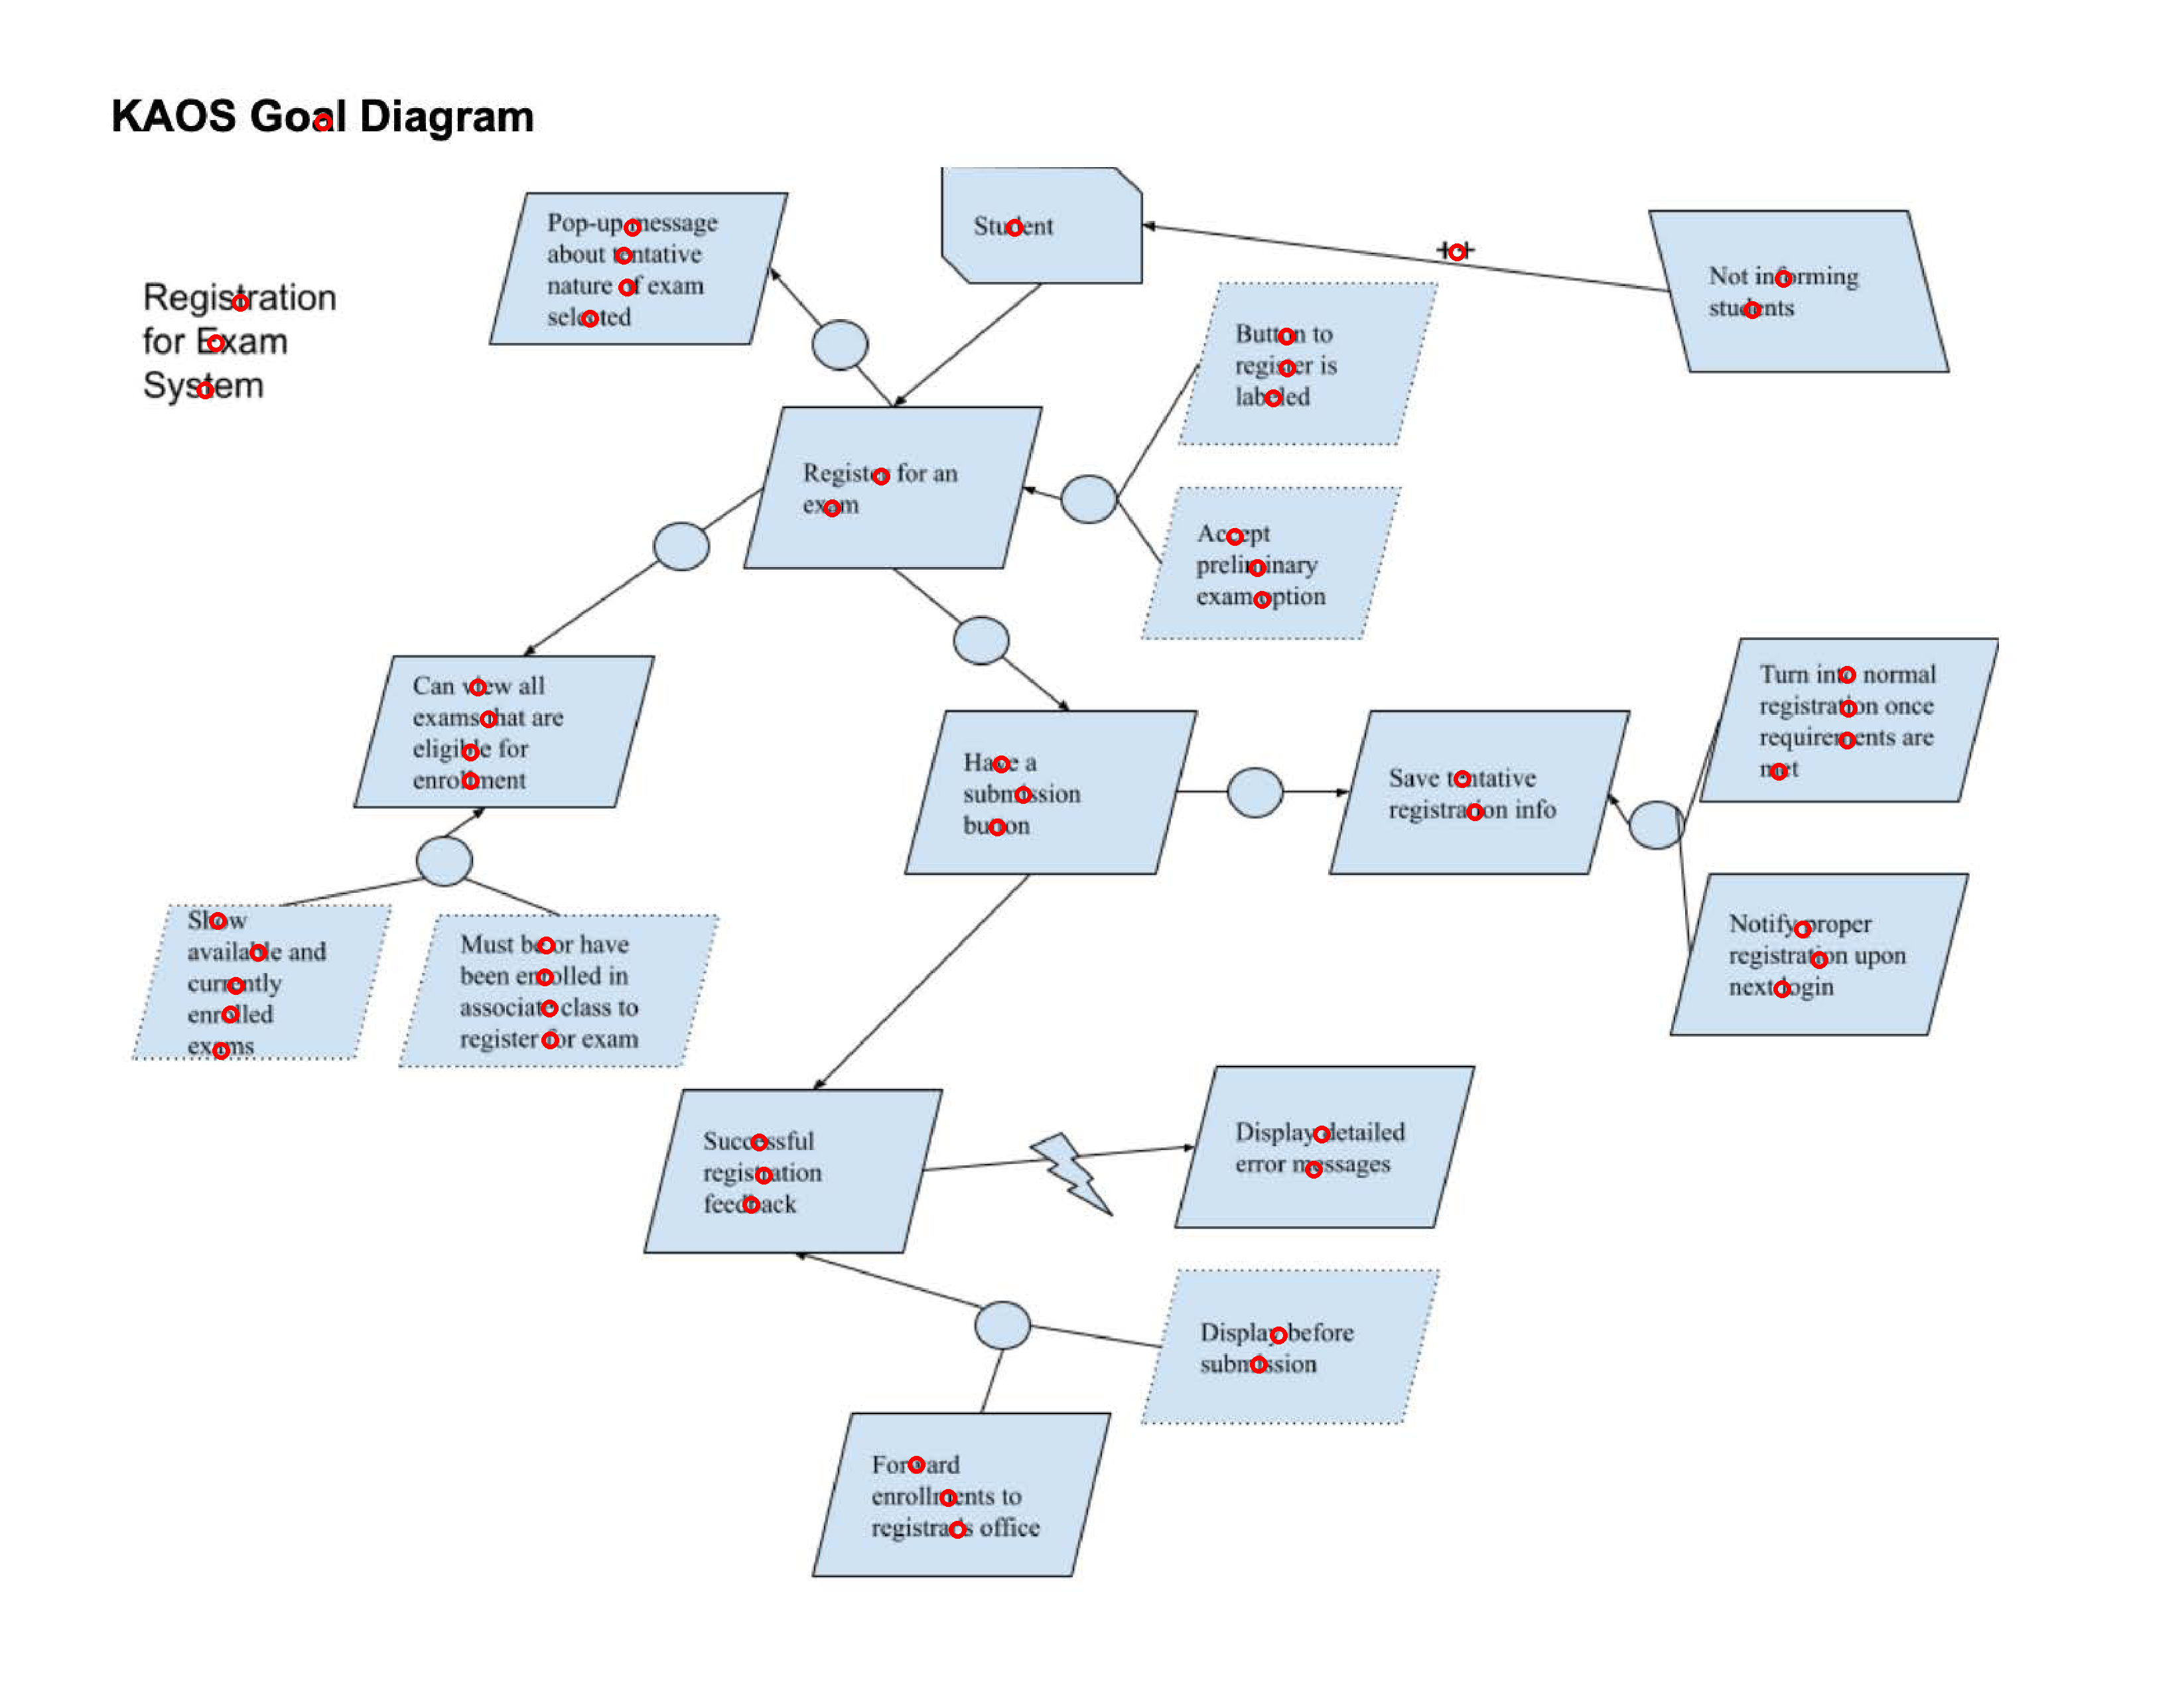 KAOS Goal Diagram
Registration
for Exam
System
Pop-up message
about tentative
nature of exam
selected
Student
++
Not informing
students
Button to
register is
labeled
Register for an
exam
Accept
preliminary
exam option
Can view all
exams that are
eligible for
enrollment
Have a
submission
button
Save tentative
registration info
Turn into normal
registration once
requirements are
met
Show
available and
currently
enrolled
exams
Must be or have
been enrolled in
associate class to
register for exam
Notify proper
registration upon
next login
Successful
registration
feedback
Display detailed
error messages
Display before
submission
Forward
enrollments to
registrar's office